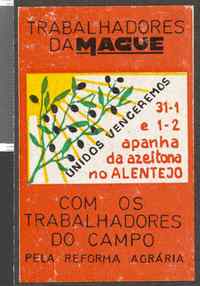 TRABALHADORES
DA MAGUE
UNIDOS VENCEREMOS
31-1
e 1-2
apanha
da azeitona
no ALENTEJO
COM OS
TRABALHADORES
DO CAMPO
PELA REFORMA AGRÁRIA